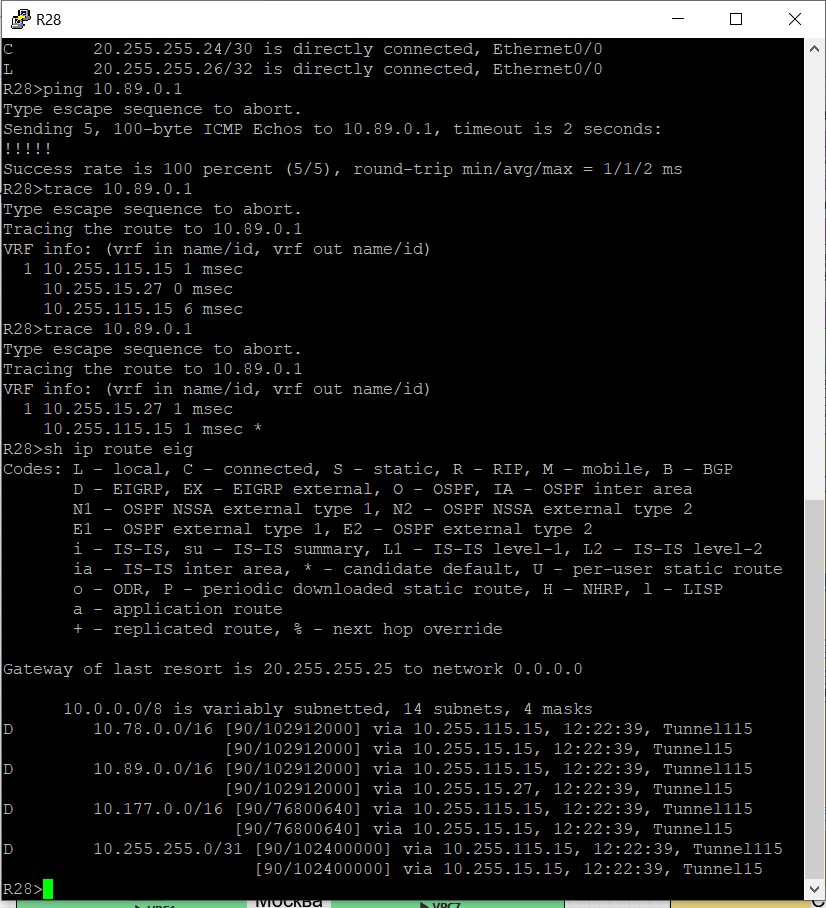 R28
C        20.255.255.24/30 is directly connected, Ethernet0/0
L        20.255.255.26/32 is directly connected, Ethernet0/0
R28>ping 10.89.0.1
Type escape sequence to abort.
Sending 5, 100-byte ICMP Echos to 10.89.0.1, timeout is 2 seconds:
!!!!!
Success rate is 100 percent (5/5), round-trip min/avg/max = 1/1/2 ms
R28>trace 10.89.0.1
Type escape sequence to abort.
Tracing the route to 10.89.0.1
VRF info: (vrf in name/id, vrf out name/id)
  1 10.255.115.15 1 msec
    10.255.15.27 0 msec
    10.255.115.15 6 msec
R28>trace 10.89.0.1
Type escape sequence to abort.
Tracing the route to 10.89.0.1
VRF info: (vrf in name/id, vrf out name/id)
  1 10.255.15.27 1 msec
    10.255.115.15 1 msec *
R28>sh ip route eig
Codes: L - local, C - connected, S - static, R - RIP, M - mobile, B - BGP
       D - EIGRP, EX - EIGRP external, O - OSPF, IA - OSPF inter area
       N1 - OSPF NSSA external type 1, N2 - OSPF NSSA external type 2
       E1 - OSPF external type 1, E2 - OSPF external type 2
       i - IS-IS, su - IS-IS summary, L1 - IS-IS level-1, L2 - IS-IS level-2
       ia - IS-IS inter area, * - candidate default, U - per-user static route
       o - ODR, P - periodic downloaded static route, H - NHRP, l - LISP
       a - application route
       + - replicated route, % - next hop override
Gateway of last resort is 20.255.255.25 to network 0.0.0.0
      10.0.0.0/8 is variably subnetted, 14 subnets, 4 masks
D        10.78.0.0/16 [90/102912000] via 10.255.115.15, 12:22:39, Tunnel115
                      [90/102912000] via 10.255.15.15, 12:22:39, Tunnel15
D        10.89.0.0/16 [90/102912000] via 10.255.115.15, 12:22:39, Tunnel115
                      [90/102912000] via 10.255.15.27, 12:22:39, Tunnel15
D        10.177.0.0/16 [90/76800640] via 10.255.115.15, 12:22:39, Tunnel115
                       [90/76800640] via 10.255.15.15, 12:22:39, Tunnel15
D        10.255.255.0/31 [90/102400000] via 10.255.115.15, 12:22:39, Tunnel115
                         [90/102400000] via 10.255.15.15, 12:22:39, Tunnel15
R28>
Москва